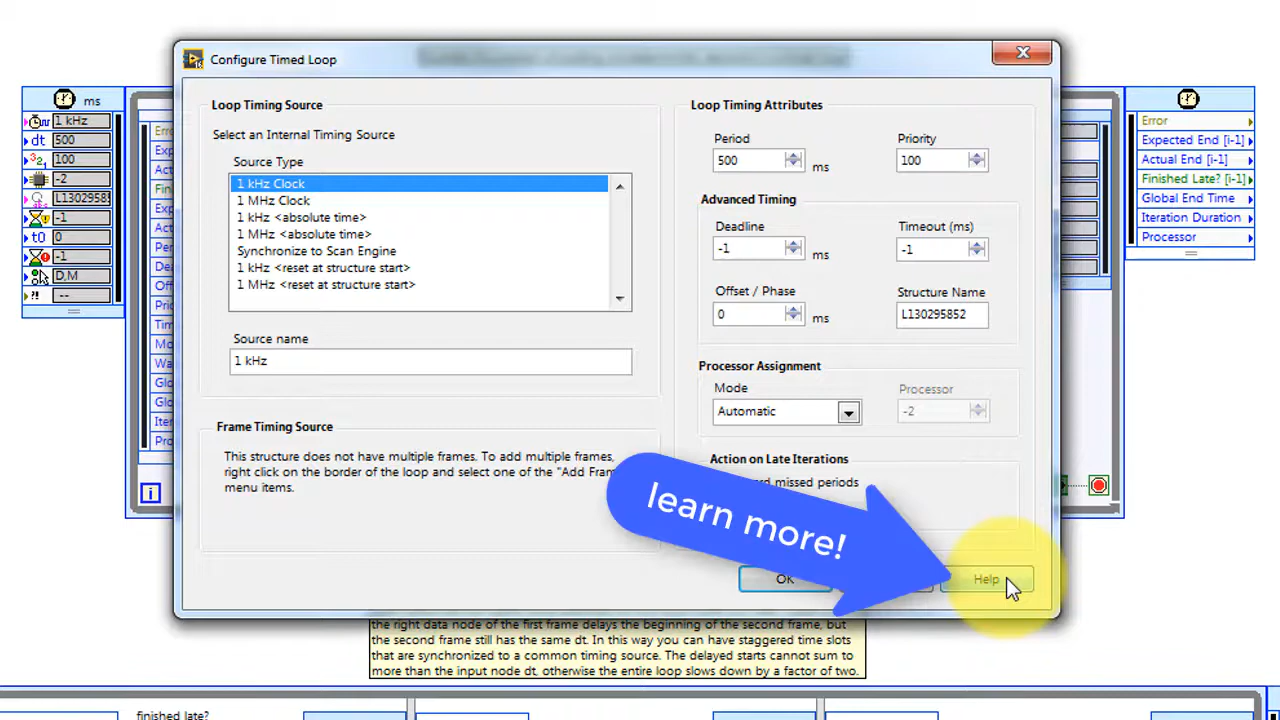 Configure Timed Loop
Loop Timing Source
Select an Internal Timing Source
Source Type
1 kHz Clock
1 MHz Clock
1 kHz <absolute time>
1 MHz <absolute time>
Synchronize to Scan Engine
1 kHz <reset at structure start>
1 MHz <reset at structure start>
Source name
1 kHz
Frame Timing Source
This structure does not have multiple frames. To add multiple frames,
right click on the border of the loop and select one of the "Add Fram
menu items.
Loop Timing Attributes
Period
500
ms
Priority
100
Advanced Timing
Deadline
-1
ms
Timeout (ms)
-1
Offset / Phase
0
ms
Structure Name
L130295852
Processor Assignment
Mode
Automatic
Processor
-2
Action on Late Iterations
missed periods
learn more!
OK
Help
ms
1 kHz
dt 500
100
-2
L13029585
-1
t0 0
-1
D,M
?! --
Error
Expected End [i-1]
Actual End [i-1]
Finished Late? [i-1]
Global End Time
Iteration Duration
Processor
i
the right data node of the first frame delays the beginning of the second frame, but
the second frame still has the same dt. In this way you can have staggered time slots
that are synchronized to a common timing source. The delayed starts cannot sum to
more than the input node dt, otherwise the entire loop slows down by a factor of two.
finished late?